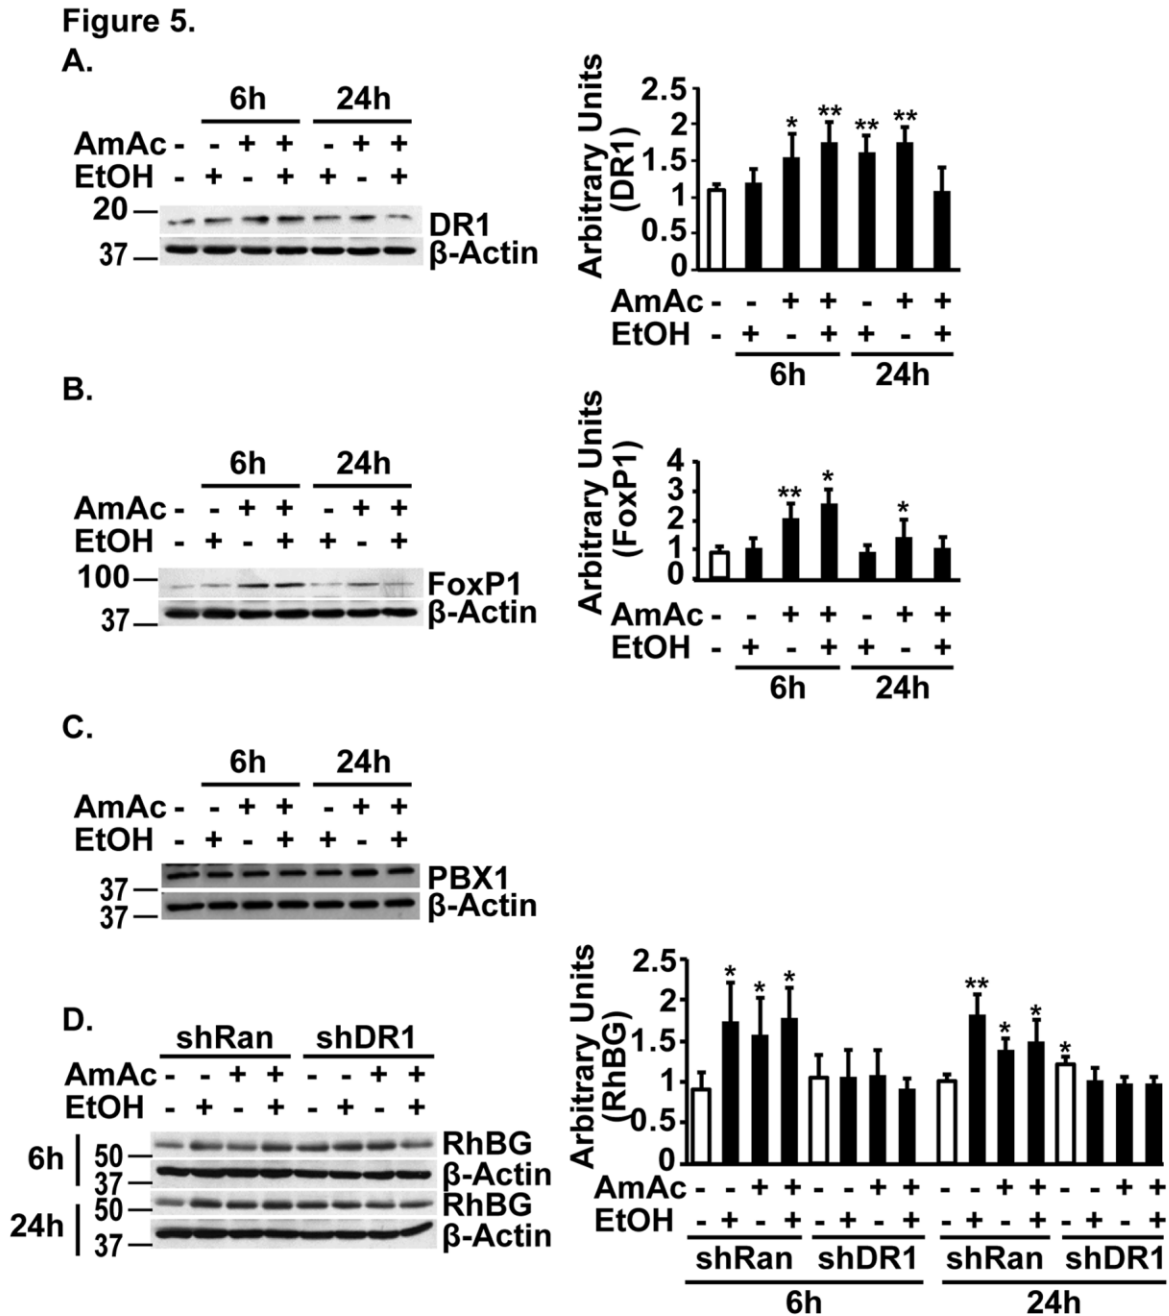 Figure 5.
A.
6h 24h
AmAc - - + + - + +
EtOH - + - + + - +
20
DR1
37
β-Actin
Arbitrary Units
(DR1)
2.5
2
1.5
1
0.5
0
* ** ** **
AmAc - - + + - + +
EtOH - + - + + - +
6h 24h
B.
6h 24h
AmAc - - + + - + +
EtOH - + - + + - +
100
FoxP1
37
β-Actin
Arbitrary Units
(FoxP1)
4
3
2
1
0
** * *
AmAc - - + + - + +
EtOH - + - + + - +
6h 24h
C.
6h 24h
AmAc - - + + - + +
EtOH - + - + + - +
37
PBX1
37
β-Actin
D.
shRan shDR1
AmAc - - + + - - + +
EtOH - + - + - + - +
6h
50
RhBG
37
β-Actin
24h
50
RhBG
37
β-Actin
Arbitrary Units
(RhBG)
2.5
2
1.5
1
0.5
0
* * * ** * * *
AmAc - - + + - - + + - - + + - - + +
EtOH - + - + - + - + - + - + - + - +
shRan shDR1 shRan shDR1
6h 24h